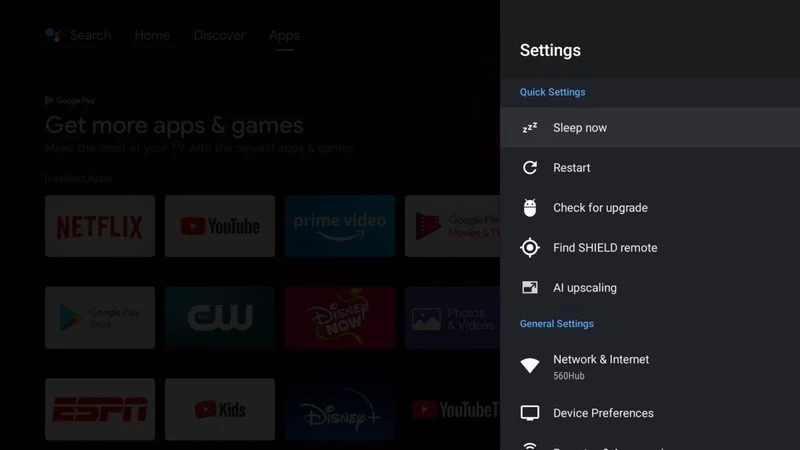 Search Home Discover Apps
Google Play
Get more apps & games
Make the most of your TV with the newest apps & games
Installed Apps
NETFLIX YouTube prime video Google Play
Movies & TV
Google Play
Store
THE CW
Disney
NOW!
Photos
& Videos
ESPN Kids Disney+ YouTubeT
Settings
Quick Settings
zzz Sleep now
Restart
Check for upgrade
Find SHIELD remote
AI upscaling
General Settings
Network & Internet
560Hub
Device Preferences